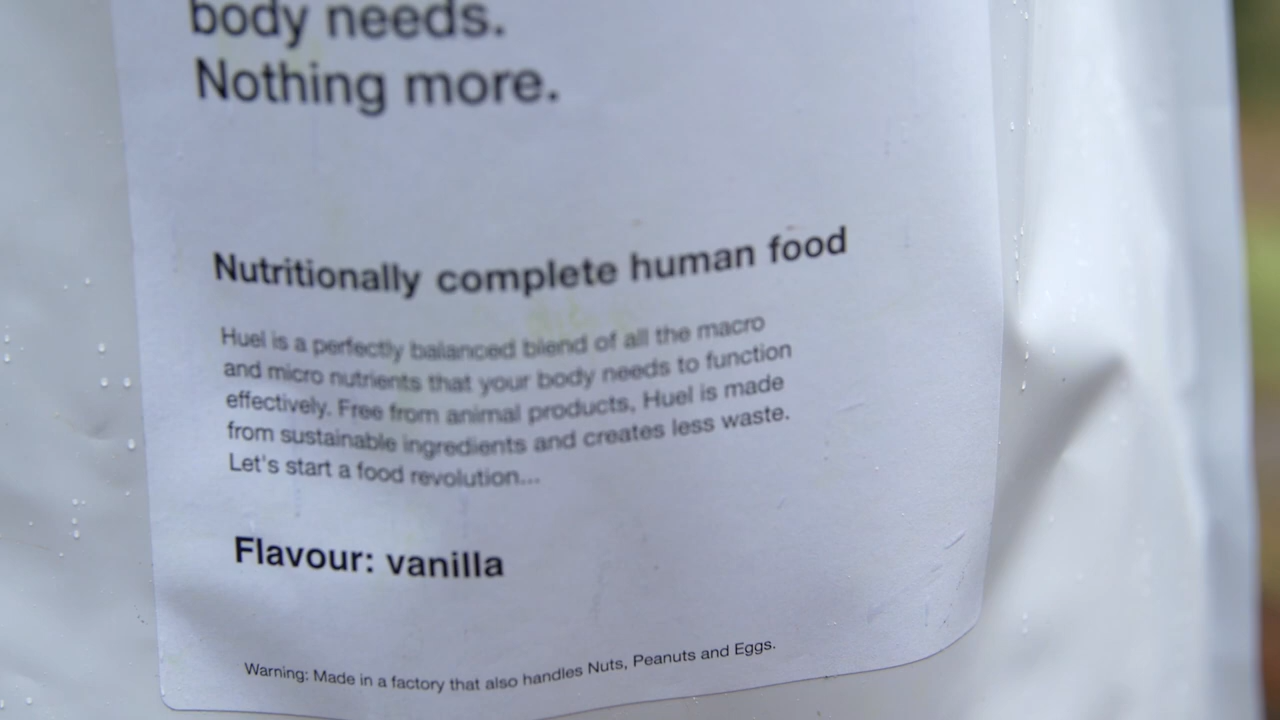 body needs.
Nothing more.
Nutritionally complete human food
Huel is a perfectly balanced blend of all the macro
and micro nutrients that your body needs to function
effectively. Free from animal products, Huel is made
from sustainable ingredients and creates less waste.
Let's start a food revolution...
Flavour: vanilla
Warning: Made in a factory that also handles Nuts, Peanuts and Eggs.